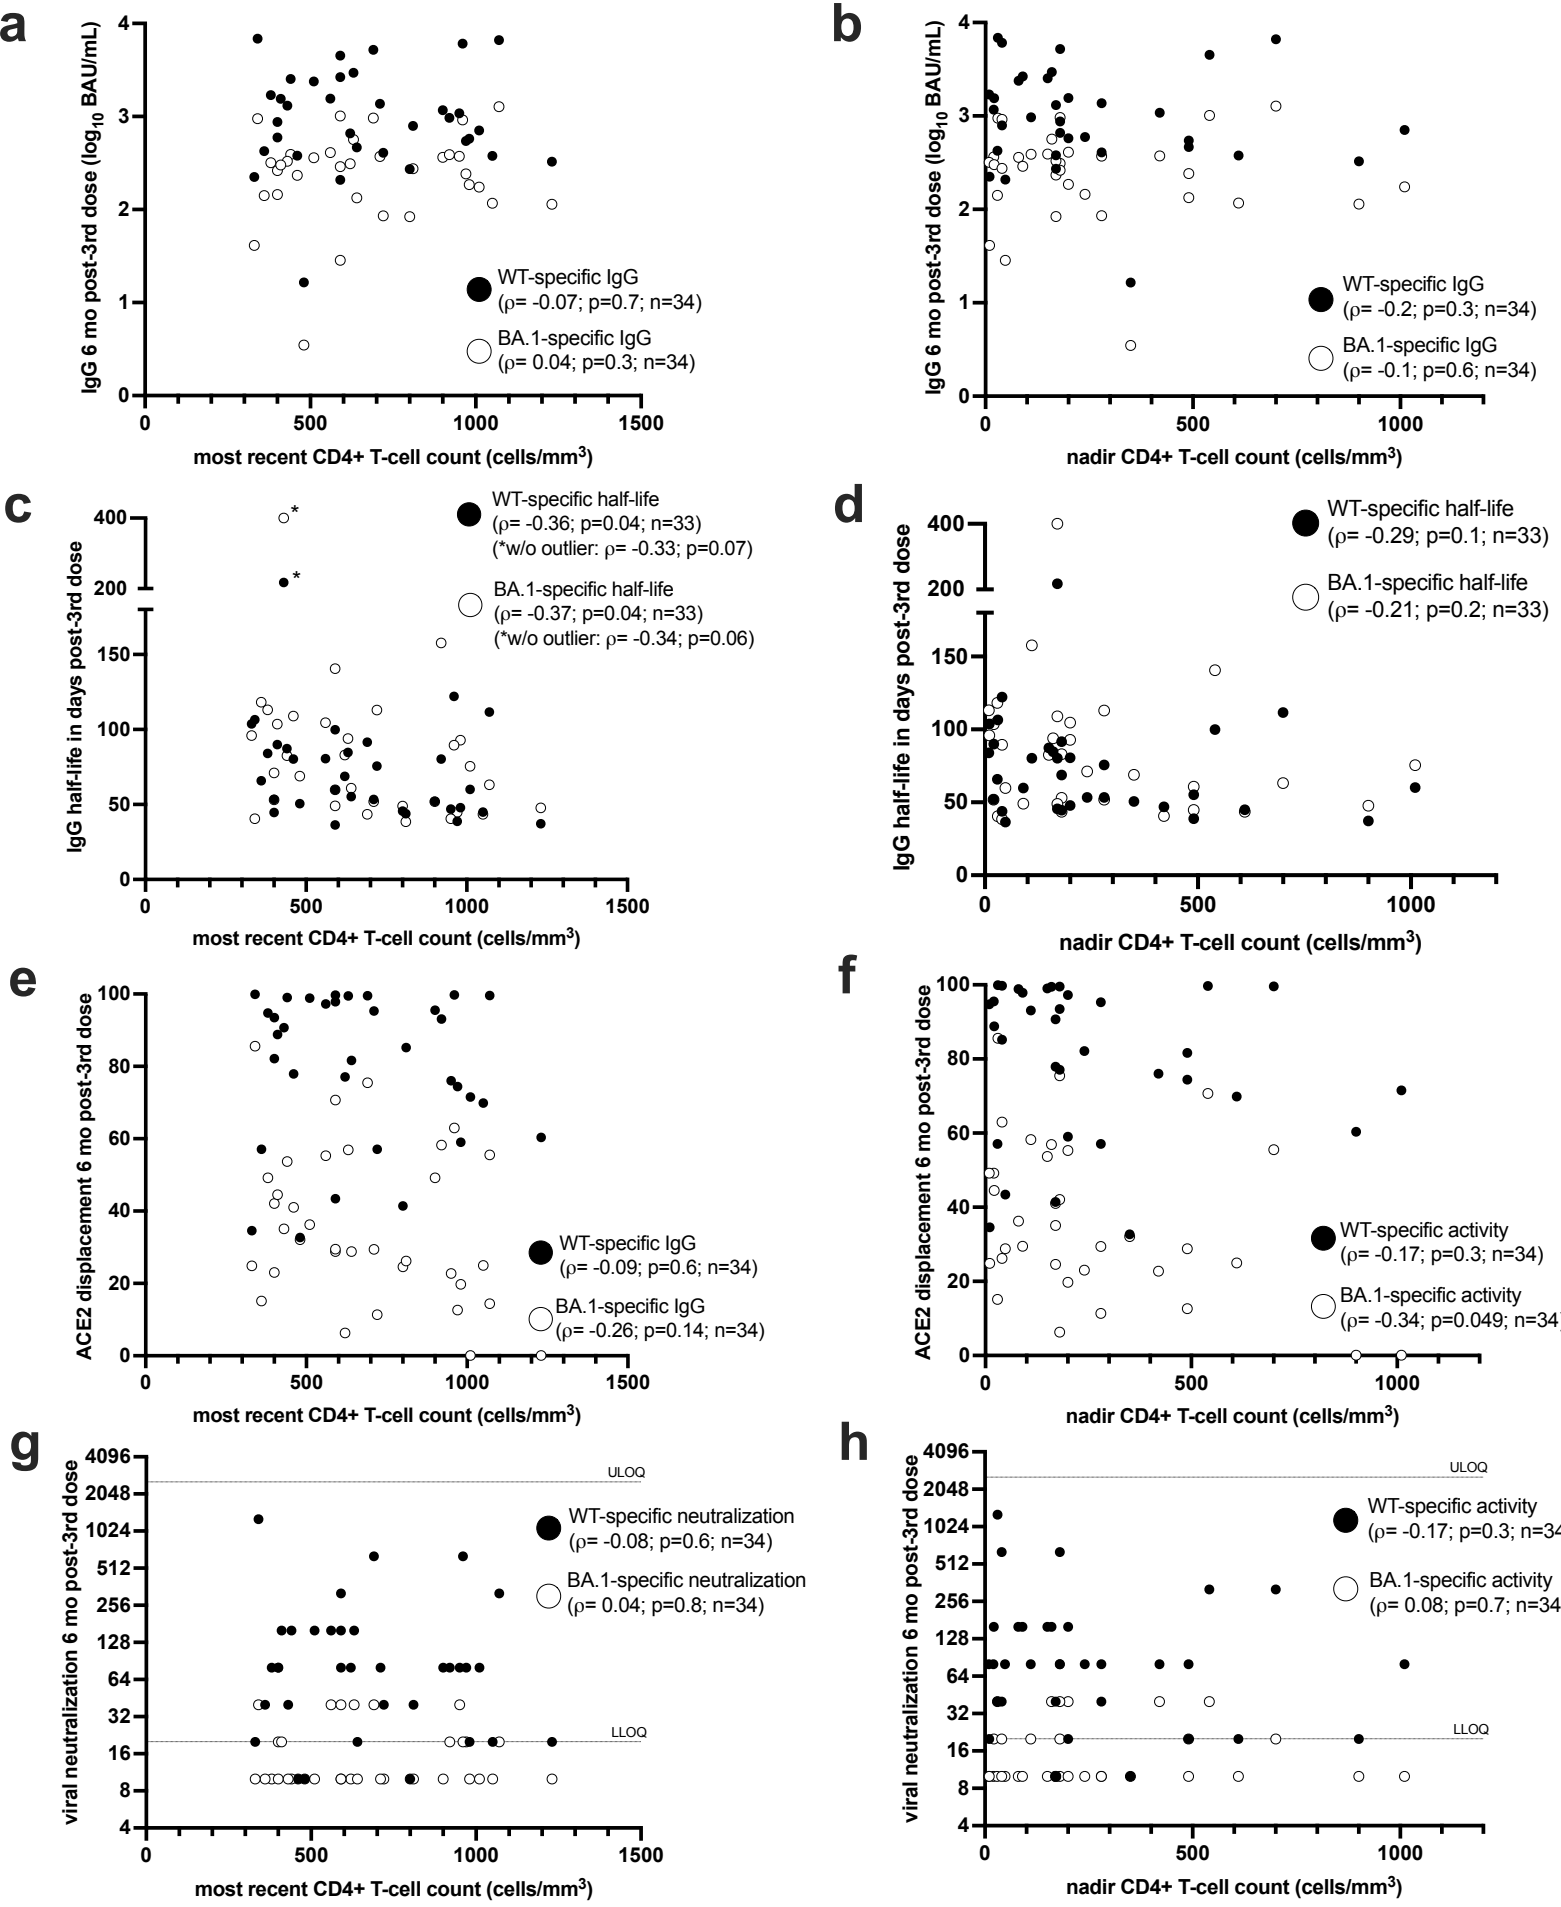 a
IgG 6 mo post-3rd dose (log10 BAU/mL)
4
3
2
1
0
0 500 1000 1500
most recent CD4+ T-cell count (cells/mm3)
WT-specific IgG
(ρ= -0.07; p=0.7; n=34)
BA.1-specific IgG
(ρ= 0.04; p=0.3; n=34)
b
IgG 6 mo post-3rd dose (log10 BAU/mL)
4
3
2
1
0
0 500 1000
nadir CD4+ T-cell count (cells/mm3)
WT-specific IgG
(ρ= -0.2; p=0.3; n=34)
BA.1-specific IgG
(ρ= -0.1; p=0.6; n=34)
c
IgG half-life in days post-3rd dose
400
200
150
100
50
0
0 500 1000 1500
most recent CD4+ T-cell count (cells/mm3)
*
*
WT-specific half-life
(ρ= -0.36; p=0.04; n=33)
(*w/o outlier: ρ= -0.33; p=0.07)
BA.1-specific half-life
(ρ= -0.37; p=0.04; n=33)
(*w/o outlier: ρ= -0.34; p=0.06)
d
IgG half-life in days post-3rd dose
400
200
150
100
50
0
0 500 1000
nadir CD4+ T-cell count (cells/mm3)
WT-specific half-life
(ρ= -0.29; p=0.1; n=33)
BA.1-specific half-life
(ρ= -0.21; p=0.2; n=33)
e
ACE2 displacement 6 mo post-3rd dose
100
80
60
40
20
0
0 500 1000 1500
most recent CD4+ T-cell count (cells/mm3)
WT-specific IgG
(ρ= -0.09; p=0.6; n=34)
BA.1-specific IgG
(ρ= -0.26; p=0.14; n=34)
f
ACE2 displacement 6 mo post-3rd dose
100
80
60
40
20
0
0 500 1000
nadir CD4+ T-cell count (cells/mm3)
WT-specific activity
(ρ= -0.17; p=0.3; n=34)
BA.1-specific activity
(ρ= -0.34; p=0.049; n=34)
g
viral neutralization 6 mo post-3rd dose
4096
2048
1024
512
256
128
64
32
16
8
4
0 500 1000 1500
most recent CD4+ T-cell count (cells/mm3)
ULOQ
WT-specific neutralization
(ρ= -0.08; p=0.6; n=34)
BA.1-specific neutralization
(ρ= 0.04; p=0.8; n=34)
LLOQ
h
viral neutralization 6 mo post-3rd dose
4096
2048
1024
512
256
128
64
32
16
8
4
0 500 1000
nadir CD4+ T-cell count (cells/mm3)
ULOQ
WT-specific activity
(ρ= -0.17; p=0.3; n=34
BA.1-specific activity
(ρ= 0.08; p=0.7; n=34
LLOQ